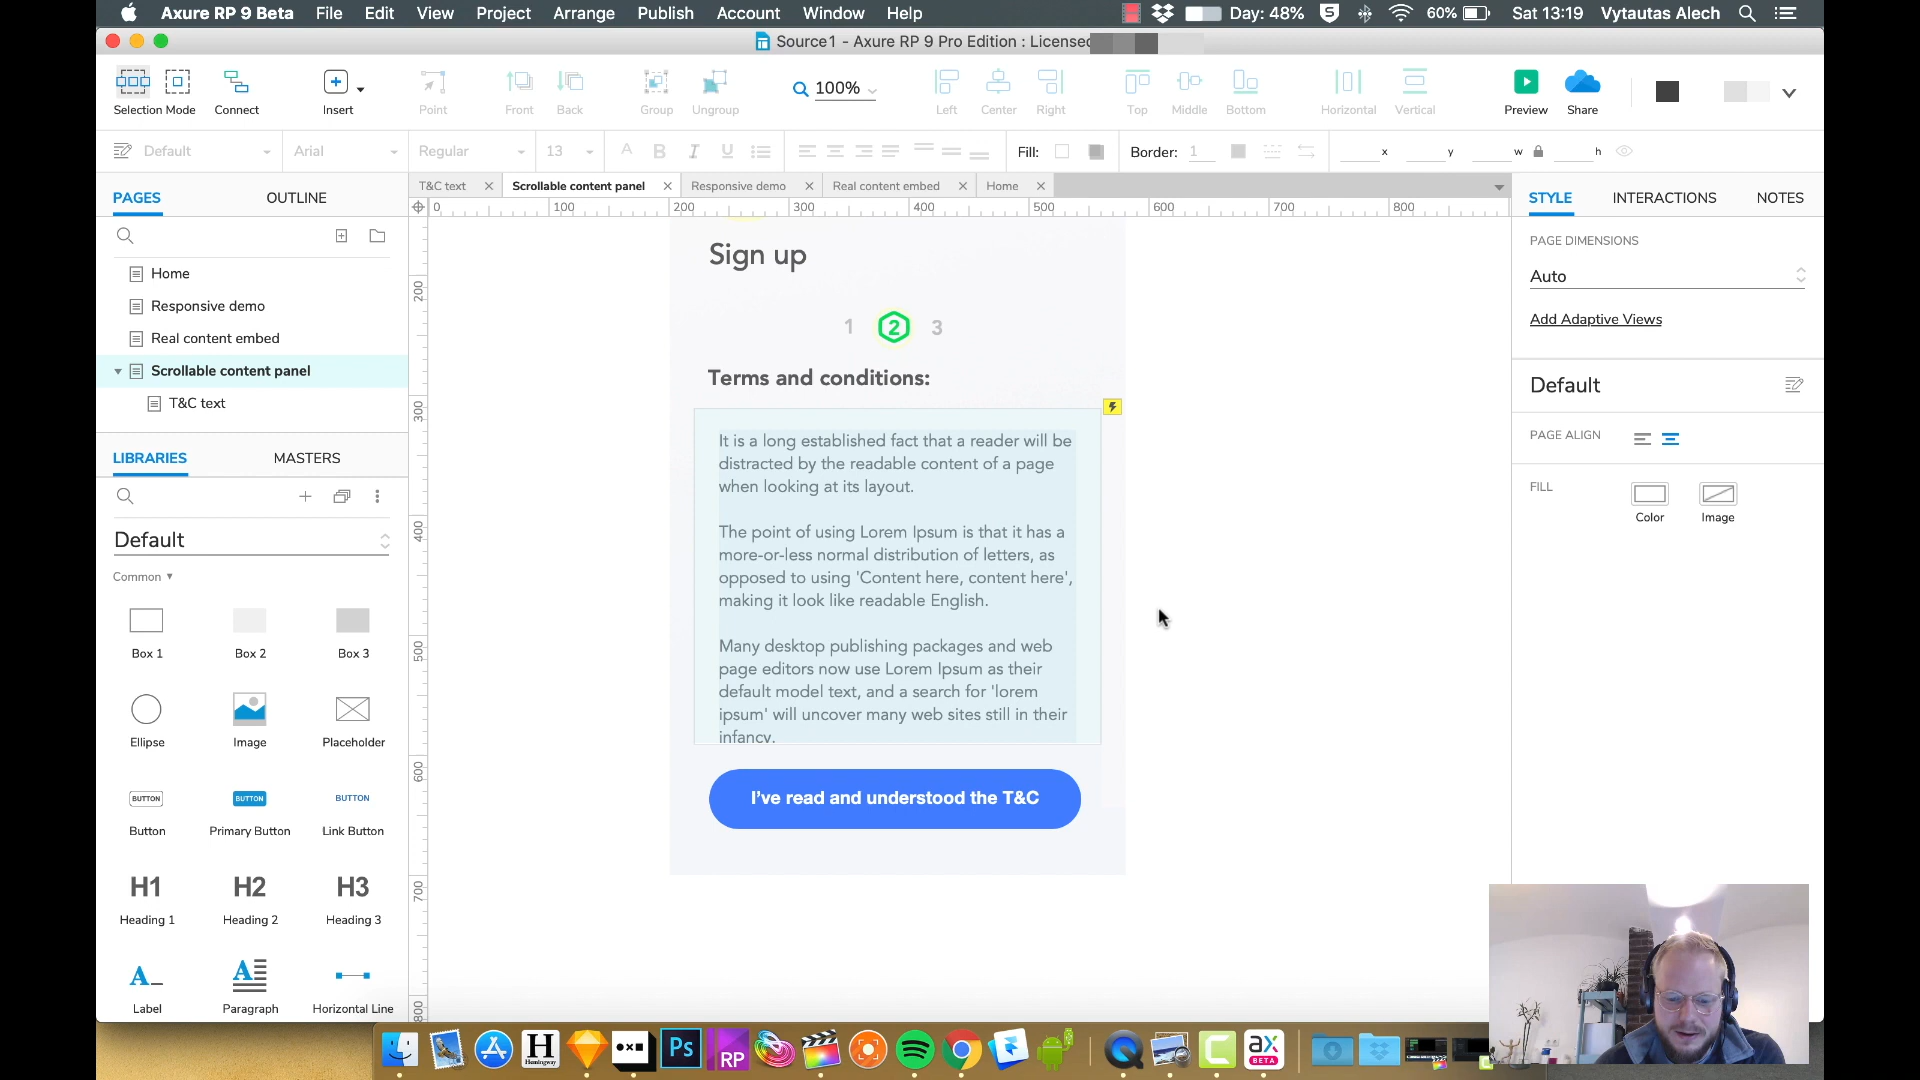 Axure RP 9 Beta File Edit View Project Arrange Publish Account Window Help Day: 48% S 60% Sat 13:19 Vytautas Alech
Source1 - Axure RP 9 Pro Edition : Licensed
100%
Selection Mode Connect Insert Point Front Back Group Ungroup Left Center Right Top Middle Bottom Horizontal Vertical Preview Share
Default Arial Regular 13 A B I U Fill: Border: 1 x y w h
PAGES OUTLINE
T&C text Scrollable content panel Responsive demo Real content embed Home
STYLE INTERACTIONS NOTES
0 100 200 300 400 500 600 700 800
Home
Responsive demo
Real content embed
Scrollable content panel
T&C text
LIBRARIES MASTERS
Default
Common
Box 1 Box 2 Box 3
Ellipse Image Placeholder
BUTTON BUTTON BUTTON
Button Primary Button Link Button
H1 H2 H3
Heading 1 Heading 2 Heading 3
A A
Label Paragraph Horizontal Line
200
300
400
500
600
700
800
Sign up
1 2 3
Terms and conditions:
It is a long established fact that a reader will be
distracted by the readable content of a page
when looking at its layout.
The point of using Lorem Ipsum is that it has a
more-or-less normal distribution of letters, as
opposed to using 'Content here, content here',
making it look like readable English.
Many desktop publishing packages and web
page editors now use Lorem Ipsum as their
default model text, and a search for 'lorem
ipsum' will uncover many web sites still in their
infancy.
I've read and understood the T&C
PAGE DIMENSIONS
Auto
Add Adaptive Views
Default
PAGE ALIGN
FILL
Color Image
H Hemingway Ps RP ax BETA